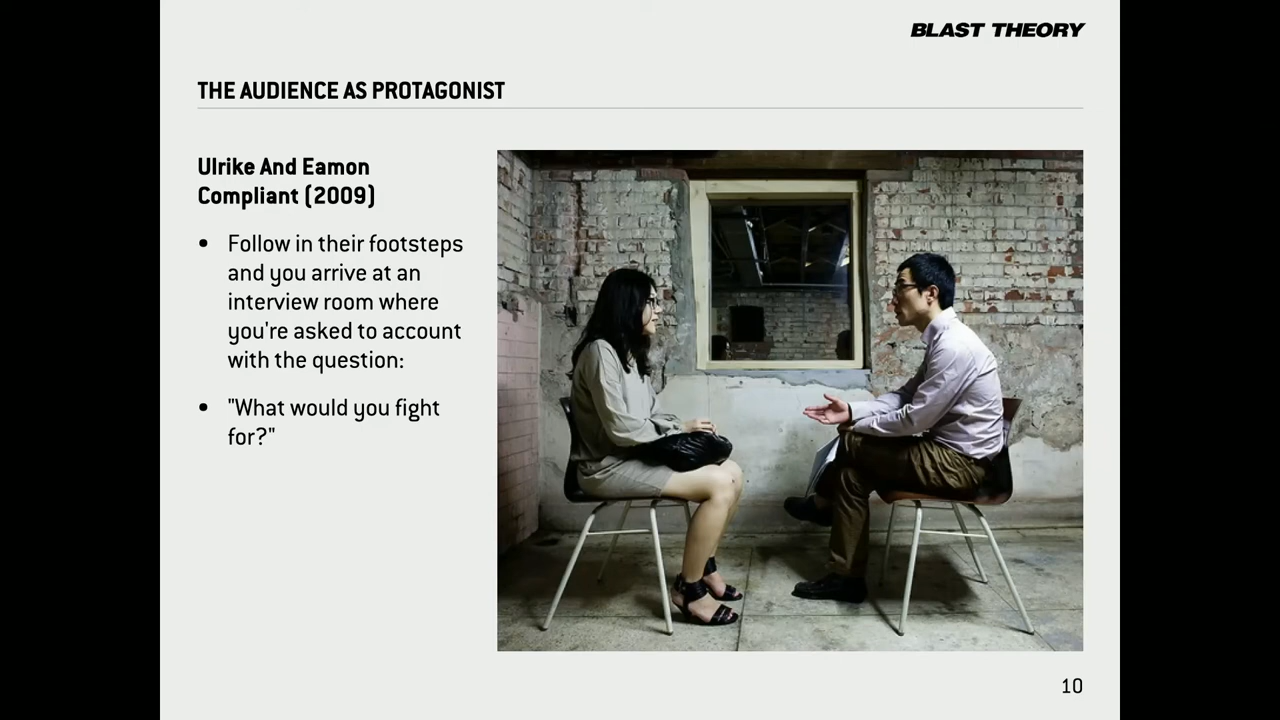 BLAST THEORY
THE AUDIENCE AS PROTAGONIST
Ulrike And Eamon
Compliant (2009)
• Follow in their footsteps
and you arrive at an
interview room where
you're asked to account
with the question:
• "What would you fight
for?"
10